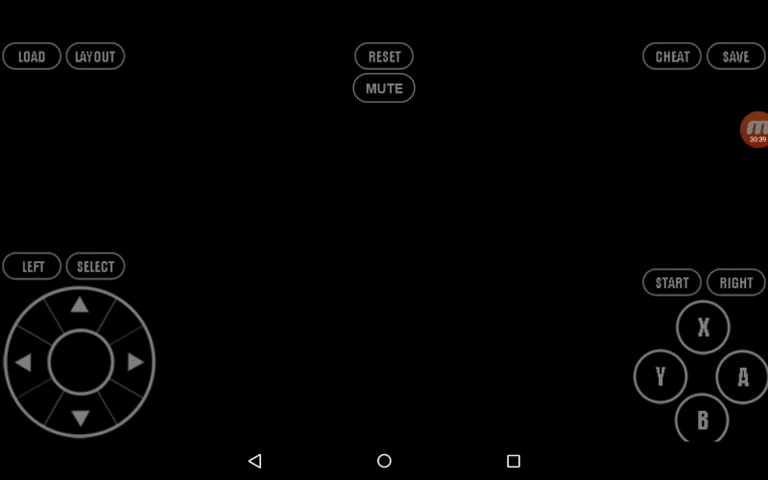 LOAD LAYOUT RESET CHEAT SAVE
MUTE
30:39
LEFT SELECT
START RIGHT
X
Y A
B